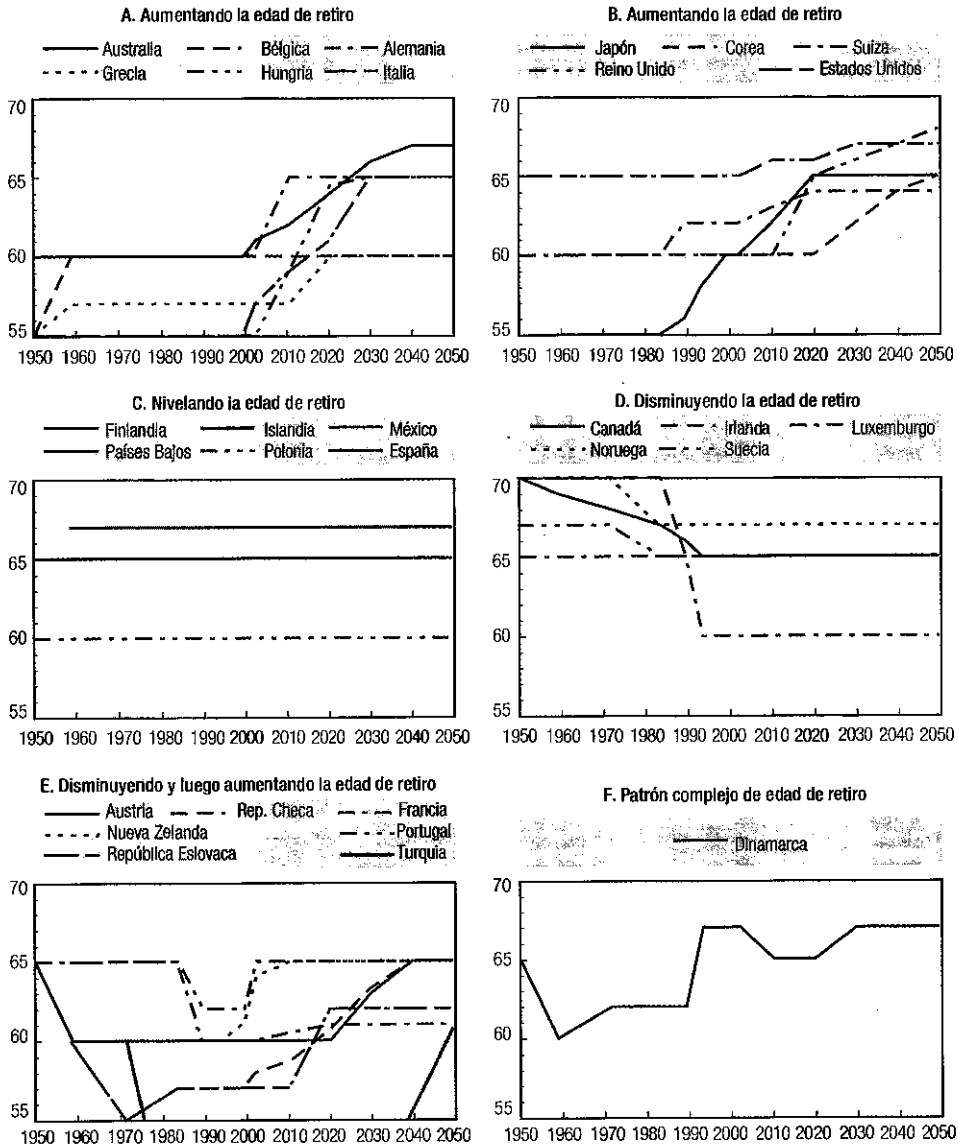 A. Aumentando la edad de retiro
Australia Bélgica Alemania
Grecia Hungría Italia
70
65
60
55
1950 1960 1970 1980 1990 2000 2010 2020 2030 2040 2050
B. Aumentando la edad de retiro
Japón Corea Suiza
Reino Unido Estados Unidos
70
65
60
55
1950 1960 1970 1980 1990 2000 2010 2020 2030 2040 2050
C. Nivelando la edad de retiro
Finlandia Islandia México
Países Bajos Polonia España
70
65
60
55
1950 1960 1970 1980 1990 2000 2010 2020 2030 2040 2050
D. Disminuyendo la edad de retiro
Canadá Irlanda Luxemburgo
Noruega Suecia
70
65
60
55
1950 1960 1970 1980 1990 2000 2010 2020 2030 2040 2050
E. Disminuyendo y luego aumentando la edad de retiro
Austria Rep. Checa Francia
Nueva Zelanda Portugal
República Eslovaca Turquía
70
65
60
55
1950 1960 1970 1980 1990 2000 2010 2020 2030 2040 2050
F. Patrón complejo de edad de retiro
Dinamarca
70
65
60
55
1950 1960 1970 1980 1990 2000 2010 2020 2030 2040 2050